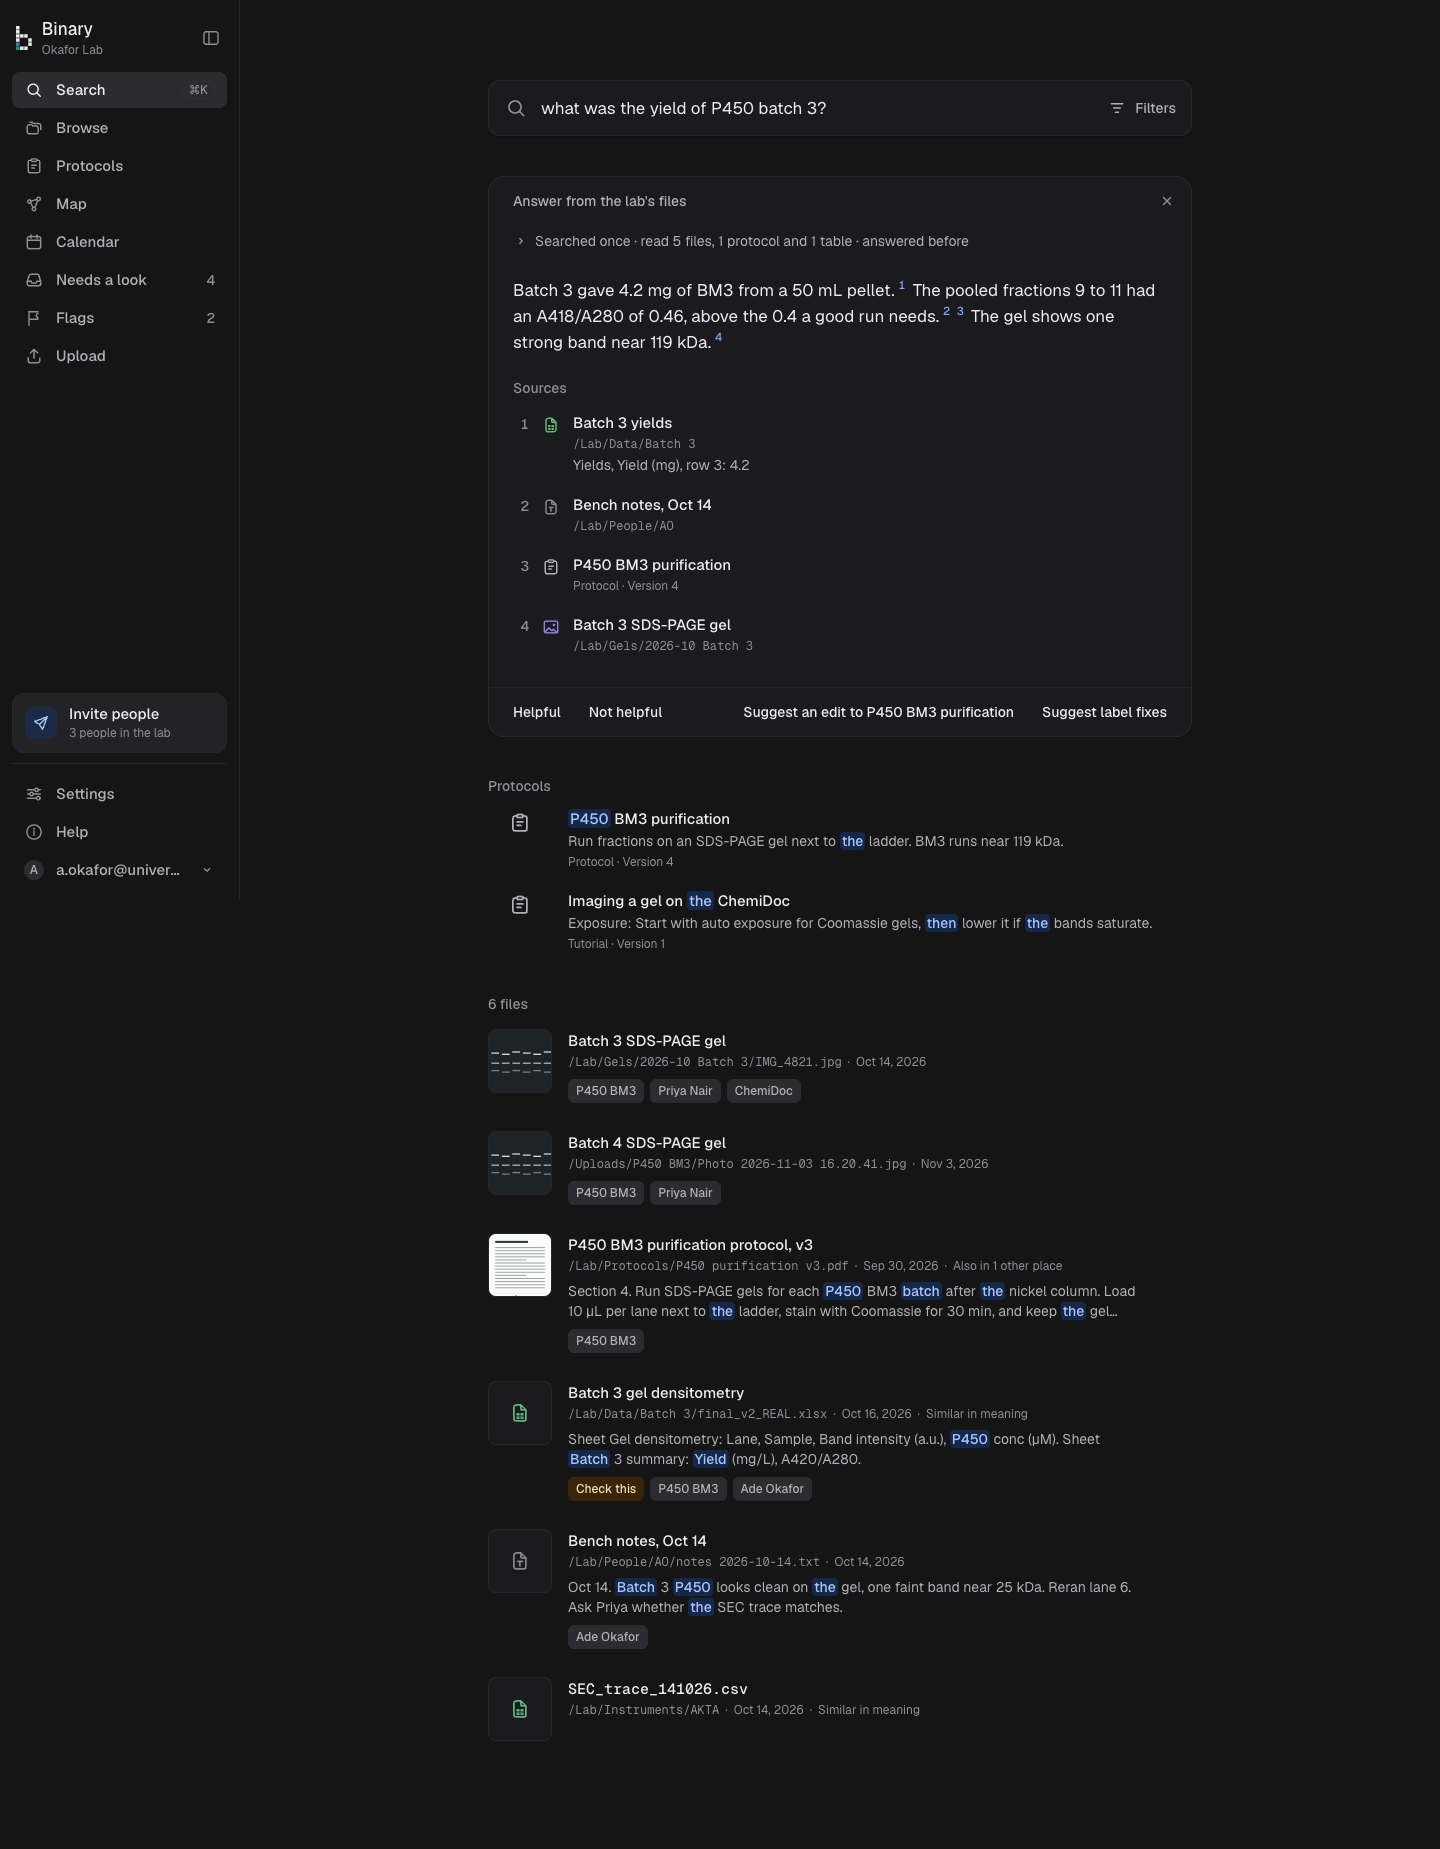 Binary
Okafor Lab
Search ⌘K
Browse
Protocols
Map
Calendar
Needs a look 4
Flags 2
Upload
Invite people
3 people in the lab
Settings
Help
A a.okafor@univer...
what was the yield of P450 batch 3? Filters
Answer from the lab's files
Searched once · read 5 files, 1 protocol and 1 table · answered before
Batch 3 gave 4.2 mg of BM3 from a 50 mL pellet. 1 The pooled fractions 9 to 11 had
an A418/A280 of 0.46, above the 0.4 a good run needs. 2 3 The gel shows one
strong band near 119 kDa. 4
Sources
1 Batch 3 yields
/Lab/Data/Batch 3
Yields, Yield (mg), row 3: 4.2
2 Bench notes, Oct 14
/Lab/People/AO
3 P450 BM3 purification
Protocol · Version 4
4 Batch 3 SDS-PAGE gel
/Lab/Gels/2026-10 Batch 3
Helpful Not helpful Suggest an edit to P450 BM3 purification Suggest label fixes
Protocols
P450 BM3 purification
Run fractions on an SDS-PAGE gel next to the ladder. BM3 runs near 119 kDa.
Protocol · Version 4
Imaging a gel on the ChemiDoc
Exposure: Start with auto exposure for Coomassie gels, then lower it if the bands saturate.
Tutorial · Version 1
6 files
Batch 3 SDS-PAGE gel
/Lab/Gels/2026-10 Batch 3/IMG_4821.jpg · Oct 14, 2026
P450 BM3 Priya Nair ChemiDoc
Batch 4 SDS-PAGE gel
/Uploads/P450 BM3/Photo 2026-11-03 16.20.41.jpg · Nov 3, 2026
P450 BM3 Priya Nair
P450 BM3 purification protocol, v3
/Lab/Protocols/P450 purification v3.pdf · Sep 30, 2026 · Also in 1 other place
Section 4. Run SDS-PAGE gels for each P450 BM3 batch after the nickel column. Load
10 µL per lane next to the ladder, stain with Coomassie for 30 min, and keep the gel...
P450 BM3
Batch 3 gel densitometry
/Lab/Data/Batch 3/final_v2_REAL.xlsx · Oct 16, 2026 · Similar in meaning
Sheet Gel densitometry: Lane, Sample, Band intensity (a.u.), P450 conc (µM). Sheet
Batch 3 summary: Yield (mg/L), A420/A280.
Check this P450 BM3 Ade Okafor
Bench notes, Oct 14
/Lab/People/AO/notes 2026-10-14.txt · Oct 14, 2026
Oct 14. Batch 3 P450 looks clean on the gel, one faint band near 25 kDa. Reran lane 6.
Ask Priya whether the SEC trace matches.
Ade Okafor
SEC_trace_141026.csv
/Lab/Instruments/AKTA · Oct 14, 2026 · Similar in meaning